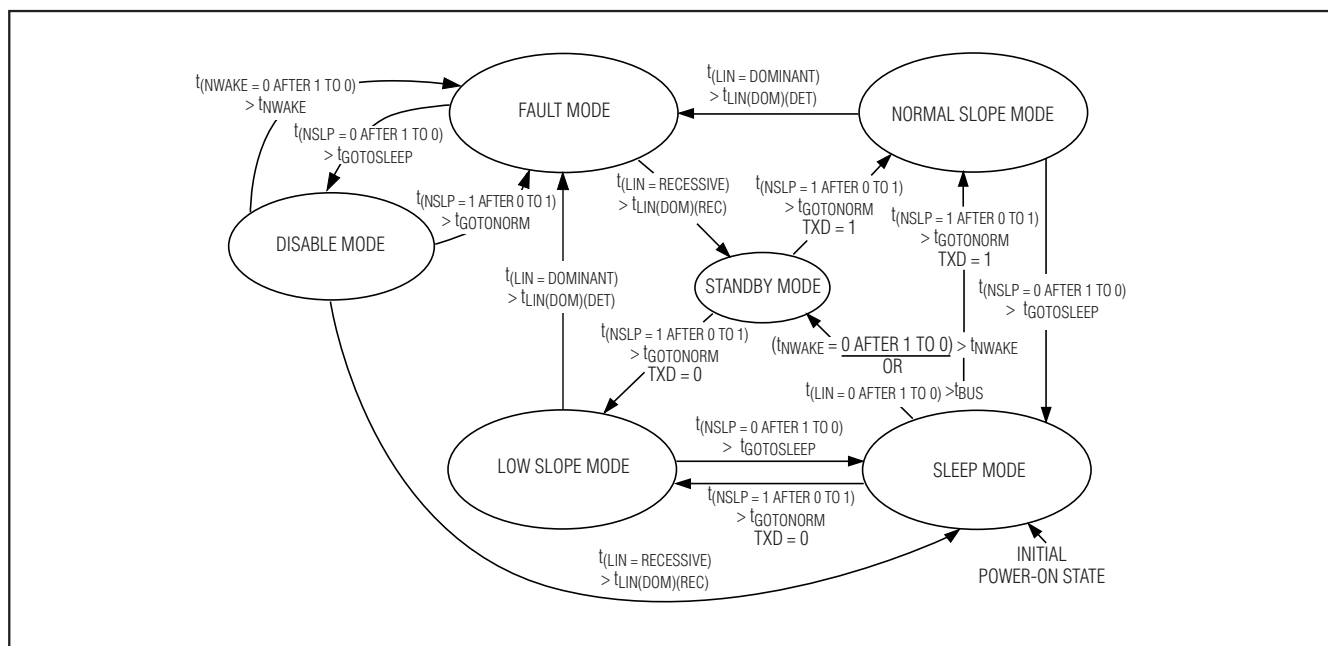 t(NWAKE = 0 AFTER 1 TO 0)
> tNWAKE
FAULT MODE
t(LIN = DOMINANT)
> tLIN(DOM)(DET)
NORMAL SLOPE MODE
t(NSLP = 0 AFTER 1 TO 0)
> tGOTOSLEEP
t(LIN = RECESSIVE)
> tLIN(DOM)(REC)
t(NSLP = 1 AFTER 0 TO 1)
> tGOTONORM
TXD = 1
t(NSLP = 1 AFTER 0 TO 1)
> tGOTONORM
t(NSLP = 1 AFTER 0 TO 1)
> tGOTONORM
TXD = 1
DISABLE MODE
t(LIN = DOMINANT)
> tLIN(DOM)(DET)
STANDBY MODE
t(NSLP = 0 AFTER 1 TO 0)
> tGOTOSLEEP
t(NSLP = 1 AFTER 0 TO 1)
> tGOTONORM
TXD = 0
(tNWAKE = 0 AFTER 1 TO 0) > tNWAKE
OR
t(LIN = 0 AFTER 1 TO 0) >tBUS
LOW SLOPE MODE
t(NSLP = 0 AFTER 1 TO 0)
> tGOTOSLEEP
SLEEP MODE
t(NSLP = 1 AFTER 0 TO 1)
> tGOTONORM
TXD = 0
t(LIN = RECESSIVE)
> tLIN(DOM)(REC)
INITIAL
POWER-ON STATE